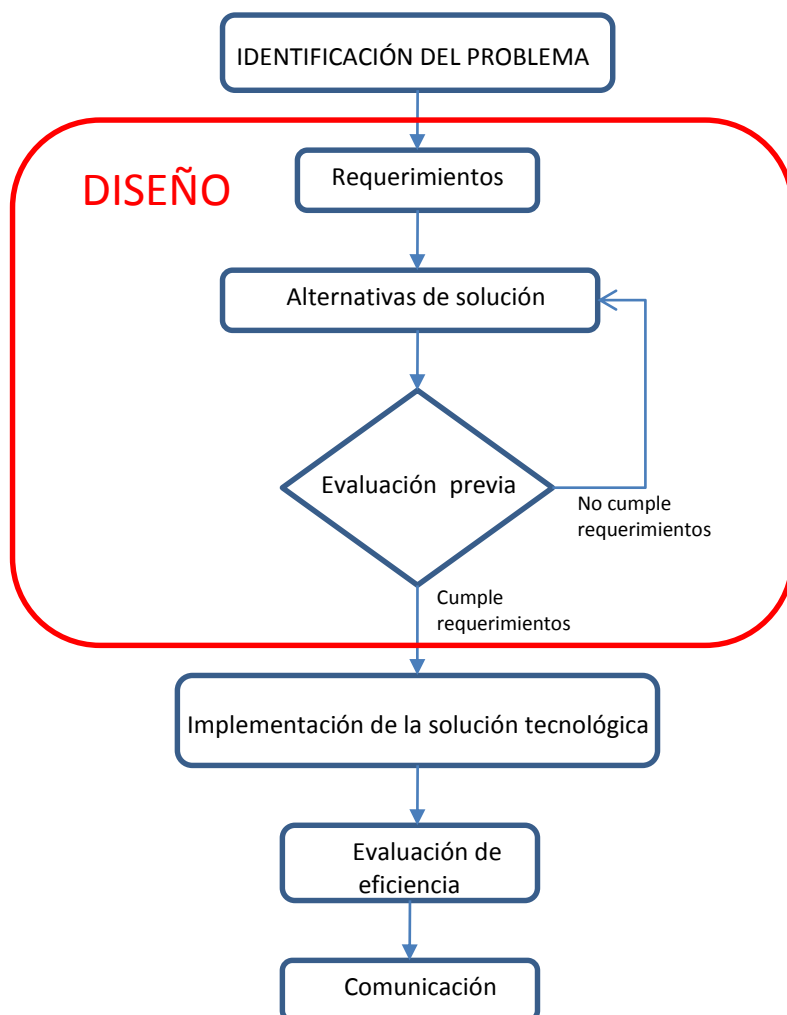 IDENTIFICACIÓN DEL PROBLEMA
DISEÑO
Requerimientos
Alternativas de solución
Evaluación previa
No cumple
requerimientos
Cumple
requerimientos
Implementación de la solución tecnológica
Evaluación de
eficiencia
Comunicación